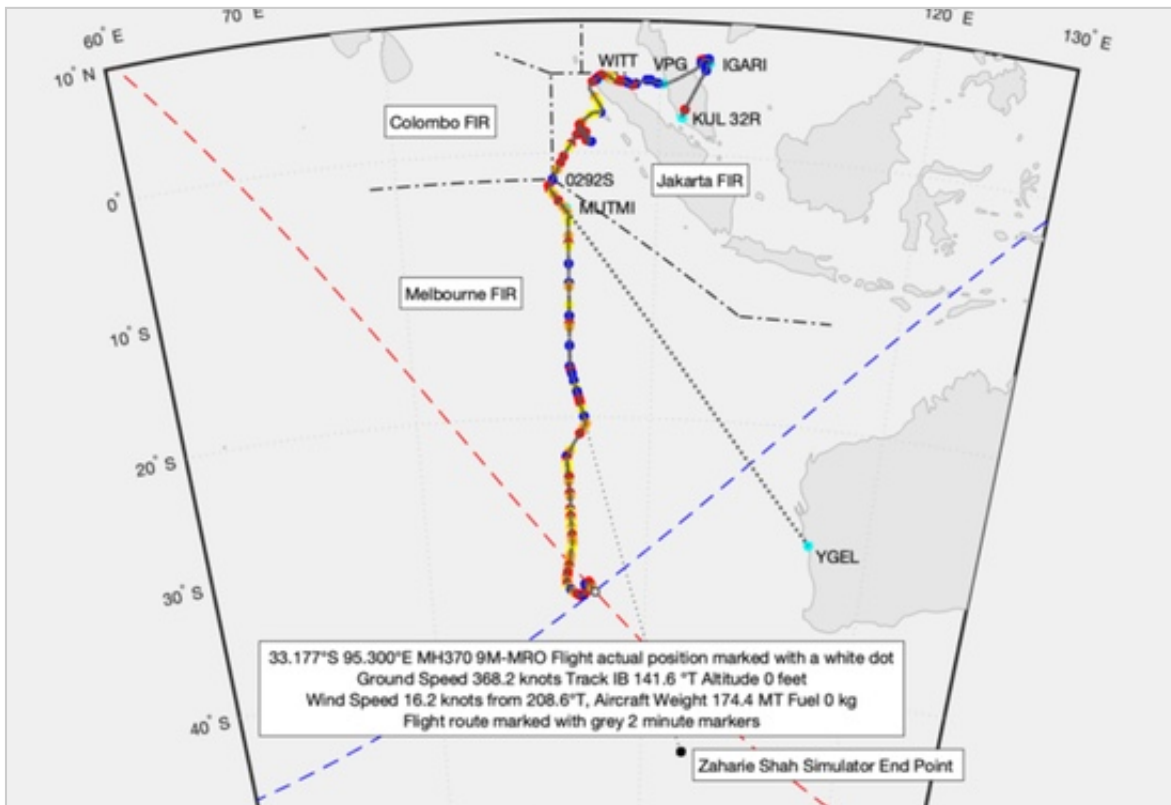 70° E
120° E
60° E
130° E
10° N
WITT
VPG
IGARI
KUL 32R
Colombo FIR
0292S
Jakarta FIR
0°
MUTMI
Melbourne FIR
10° S
20° S
YGEL
30° S
33.177°S 95.300°E MH370 9M-MRO Flight actual position marked with a white dot
Ground Speed 368.2 knots Track IB 141.6 °T Altitude 0 feet
Wind Speed 16.2 knots from 208.6°T, Aircraft Weight 174.4 MT Fuel 0 kg
Flight route marked with grey 2 minute markers
40° S
Zaharie Shah Simulator End Point